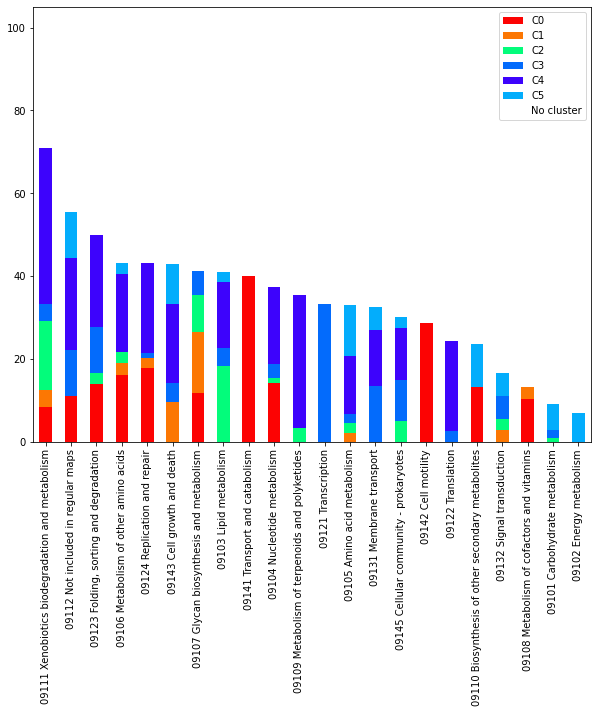 C0
C1
C2
C3
C4
C5
No cluster
100
80
60
40
20
0
09111 Xenobiotics biodegradation and metabolism
09112 Not included in regular maps
09123 Folding, sorting and degradation
09106 Metabolism of other amino acids
09124 Replication and repair
09143 Cell growth and death
09107 Glycan biosynthesis and metabolism
09103 Lipid metabolism
09141 Transport and catabolism
09104 Nucleotide metabolism
09109 Metabolism of terpenoids and polyketides
09121 Transcription
09105 Amino acid metabolism
09131 Membrane transport
09145 Cellular community - prokaryotes
09142 Cell motility
09122 Translation
09110 Biosynthesis of other secondary metabolites
09132 Signal transduction
09108 Metabolism of cofactors and vitamins
09101 Carbohydrate metabolism
09102 Energy metabolism